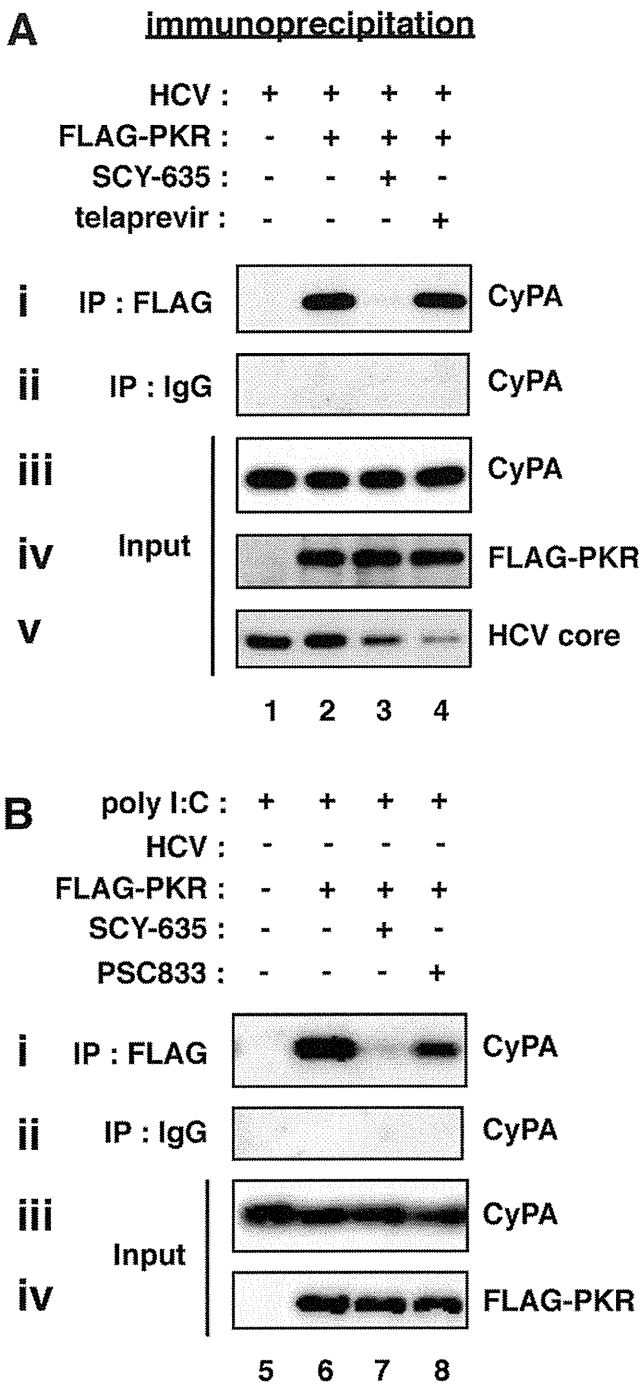 A immunoprecipitation
HCV : + + + +
FLAG-PKR : - + + +
SCY-635 : - - + -
telaprevir : - - - +
i IP : FLAG CyPA
ii IP : IgG CyPA
iii CyPA
iv Input FLAG-PKR
v HCV core
1 2 3 4
B poly I:C : + + + +
HCV : - - - -
FLAG-PKR : - + + +
SCY-635 : - - + -
PSC833 : - - - +
i IP : FLAG CyPA
ii IP : IgG CyPA
iii CyPA
Input
iv FLAG-PKR
5 6 7 8